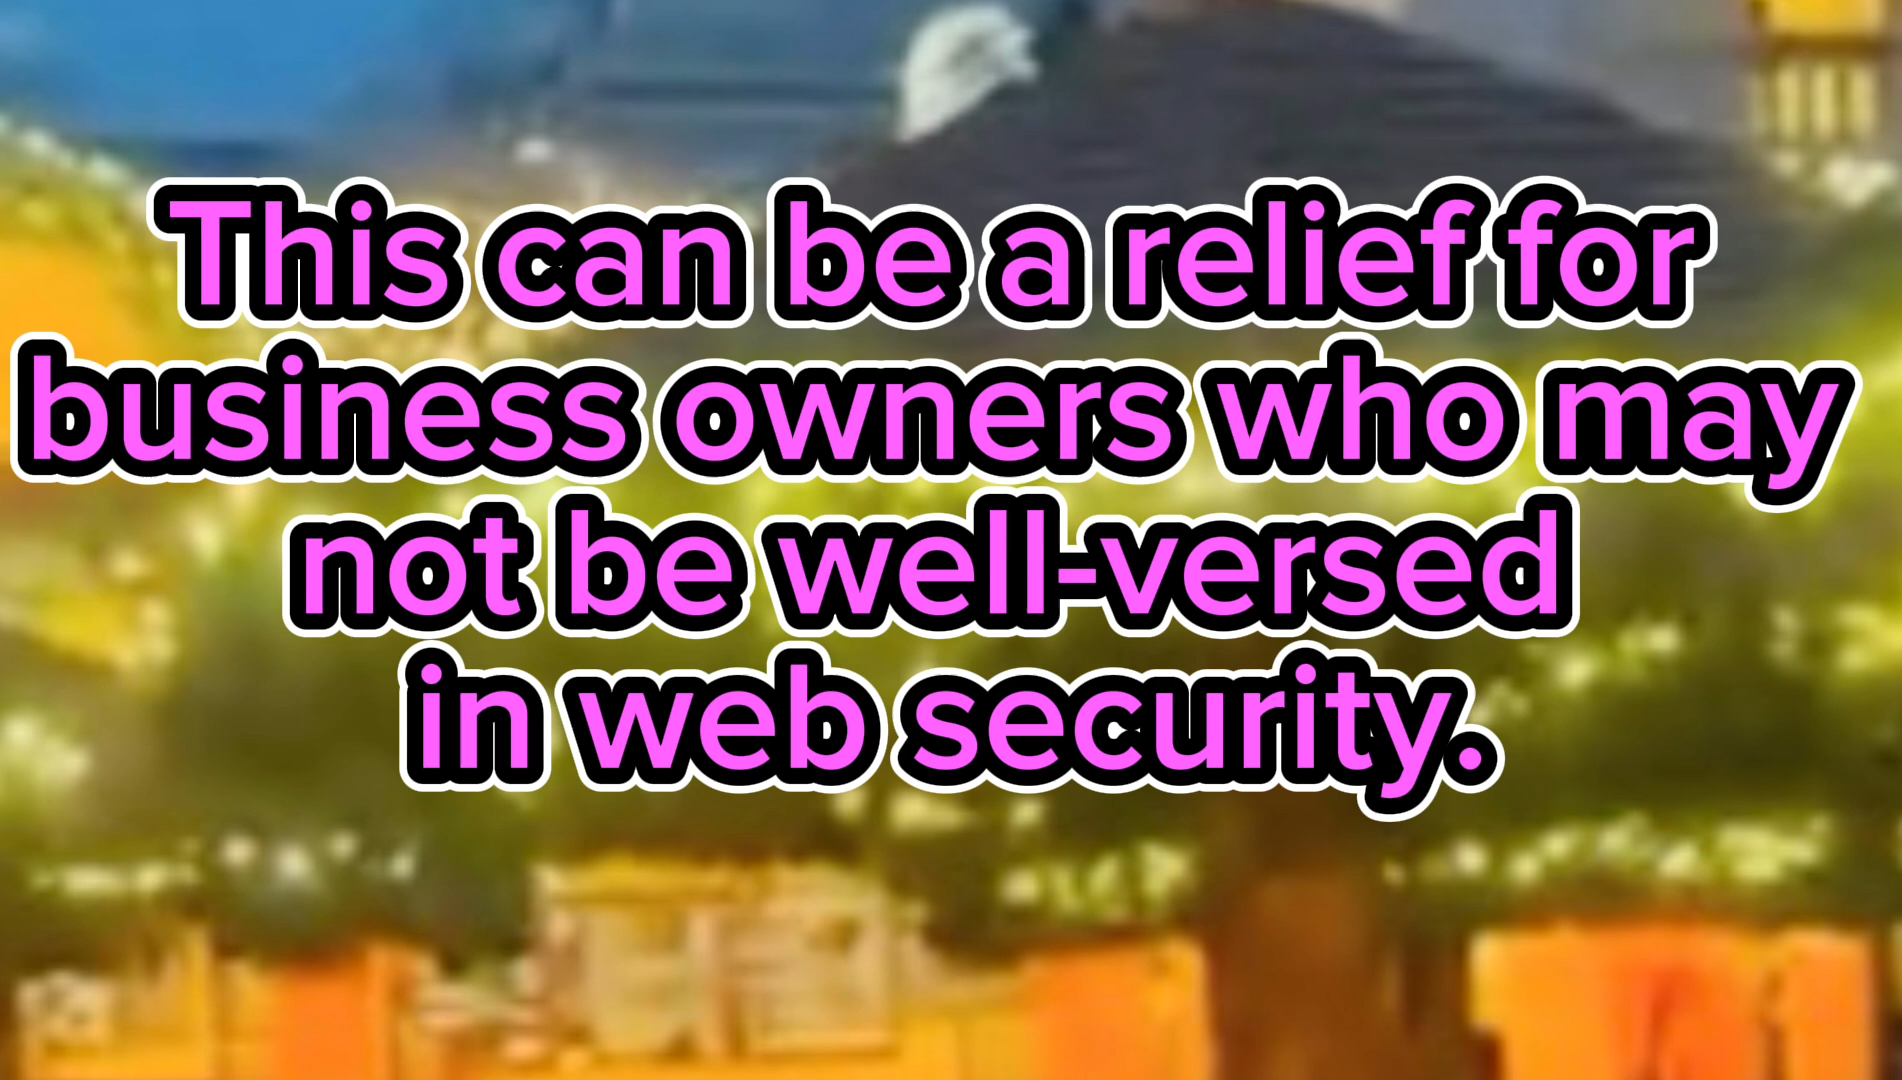 This can be a relief for
business owners who may
not be well-versed
in web security.